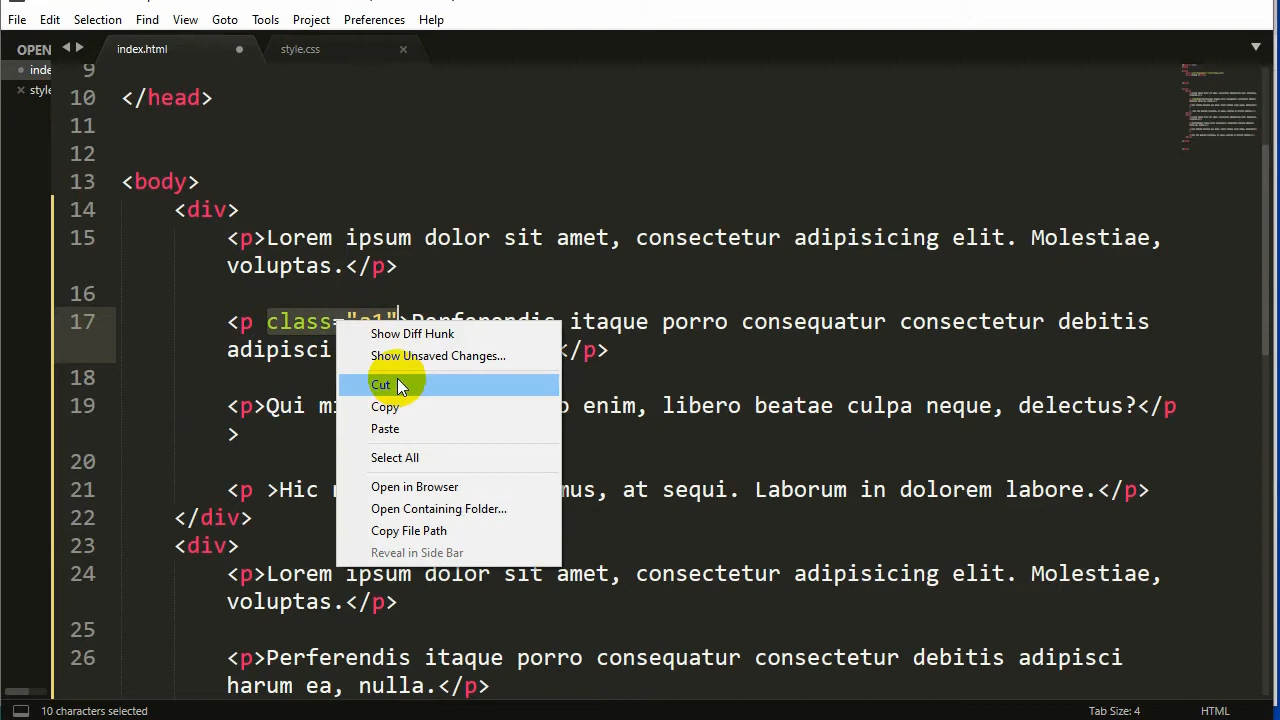 File Edit Selection Find View Goto Tools Project Preferences Help
OPEN
index.html
style.css
inde
style
9
10 </head>
11
12
13 <body>
14 <div>
15 <p>Lorem ipsum dolor sit amet, consectetur adipisicing elit. Molestiae,
voluptas.</p>
16
17 <p class="a1">Perferendis itaque porro consequatur consectetur debitis
adipisci </p>
18
19 <p>Qui enim, libero beatae culpa neque, delectus?</p
>
20
21 <p >Hic at sequi. Laborum in dolorem labore.</p>
22 </div>
23 <div>
24 <p>Lorem ipsum dolor sit amet, consectetur adipisicing elit. Molestiae,
voluptas.</p>
25
26 <p>Perferendis itaque porro consequatur consectetur debitis adipisci
harum ea, nulla.</p>
Show Diff Hunk
Show Unsaved Changes...
Cut
Copy
Paste
Select All
Open in Browser
Open Containing Folder...
Copy File Path
Reveal in Side Bar
10 characters selected
Tab Size: 4
HTML